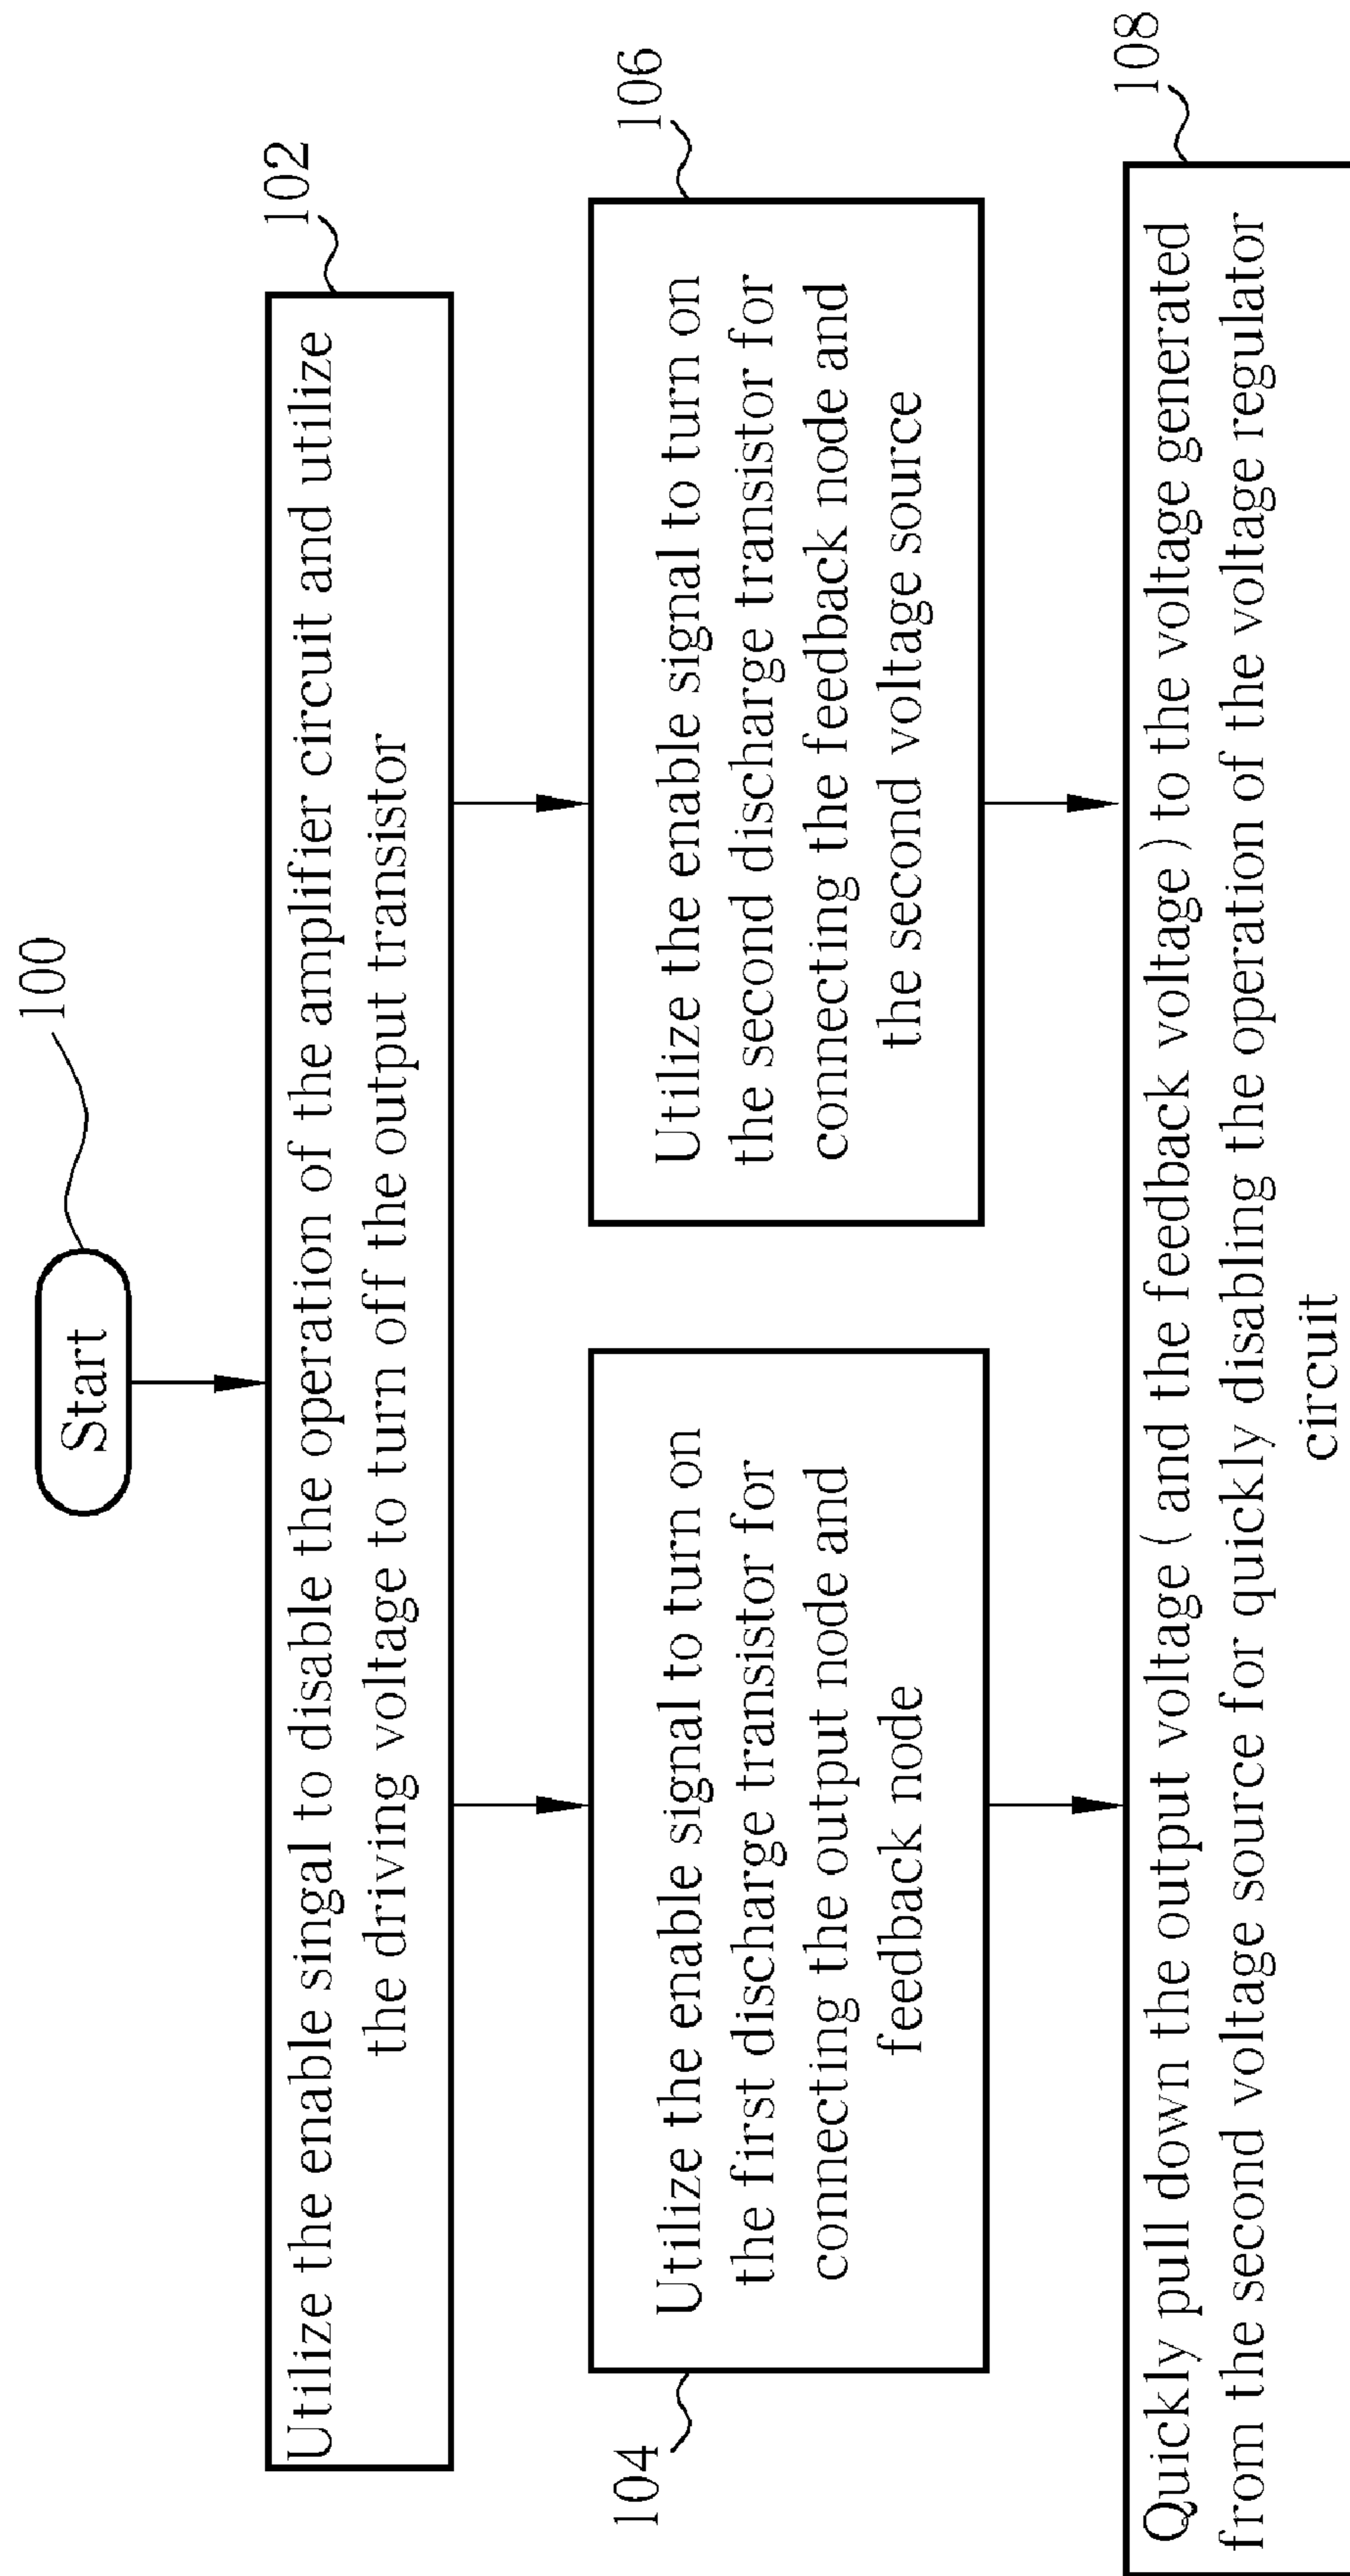 Start
100
Utilize the enable singal to disable the operation of the amplifier circuit and utilize
the driving voltage to turn off the output transistor
102
Utilize the enable signal to turn on
the first discharge transistor for
connecting the output node and
feedback node
104
Utilize the enable signal to turn on
the second discharge transistor for
connecting the feedback node and
the second voltage source
106
Quickly pull down the output voltage (and the feedback voltage) to the voltage generated
from the second voltage source for quickly disabling the operation of the voltage regulator
circuit
108